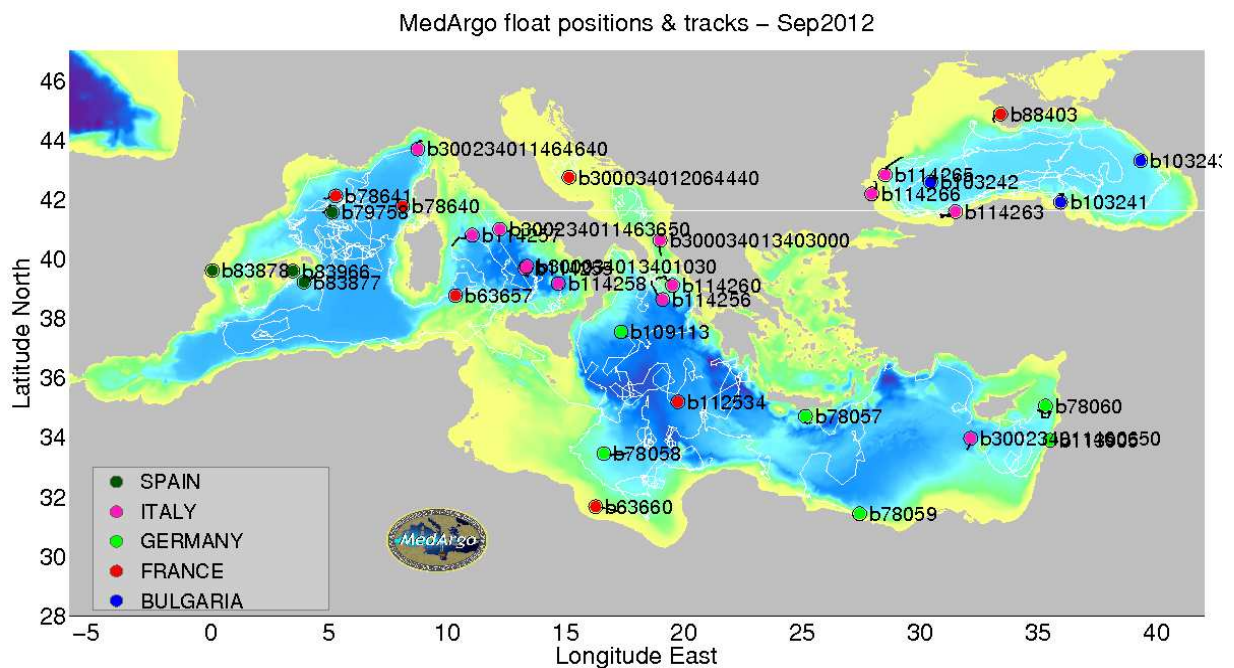 MedArgo float positions & tracks – Sep2012
46
44
42
40
38
36
34
32
30
28
Latitude North
b88403
b300234011464640
b103243
b300034012064440
b114265
b103242
b78641
b114266
b78640
b103241
b79758
b114263
b300234011463650
b114257
b300034013403000
b83878
b83966
b300034013401030
b83877
b114258
b114260
b63657
b114256
b109113
b112534
b78057
b78060
b300234011460650
b78058
b63660
b78059
SPAIN
ITALY
GERMANY
FRANCE
BULGARIA
MedArgo
-5 0 5 10 15 20 25 30 35 40
Longitude East